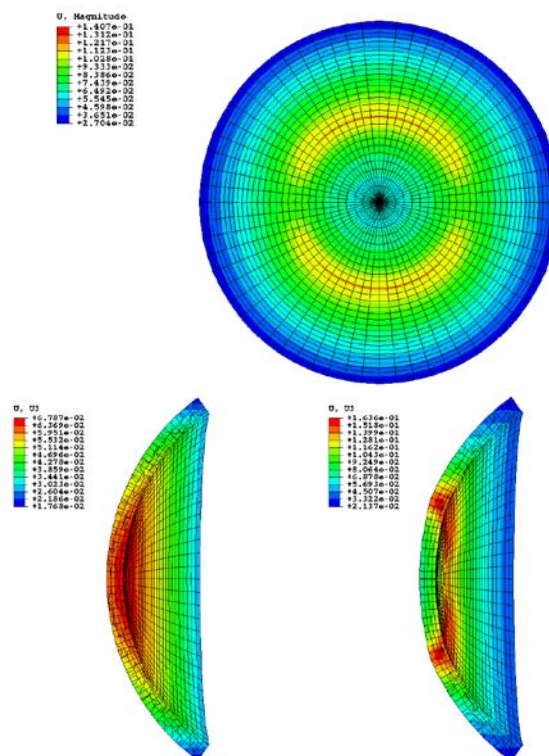 U, Magnitude
+1.407e-01
+1.312e-01
+1.217e-01
+1.123e-01
+1.028e-01
+9.333e-02
+8.386e-02
+7.439e-02
+6.492e-02
+5.545e-02
+4.598e-02
+3.651e-02
+2.704e-02
U, U3
+6.787e-02
+6.369e-02
+5.951e-02
+5.532e-02
+5.114e-02
+4.696e-02
+4.278e-02
+3.859e-02
+3.441e-02
+3.023e-02
+2.604e-02
+2.186e-02
+1.768e-02
U, U3
+1.636e-01
+1.518e-01
+1.399e-01
+1.281e-01
+1.162e-01
+1.043e-01
+9.249e-02
+8.064e-02
+6.878e-02
+5.693e-02
+4.507e-02
+3.322e-02
+2.137e-02